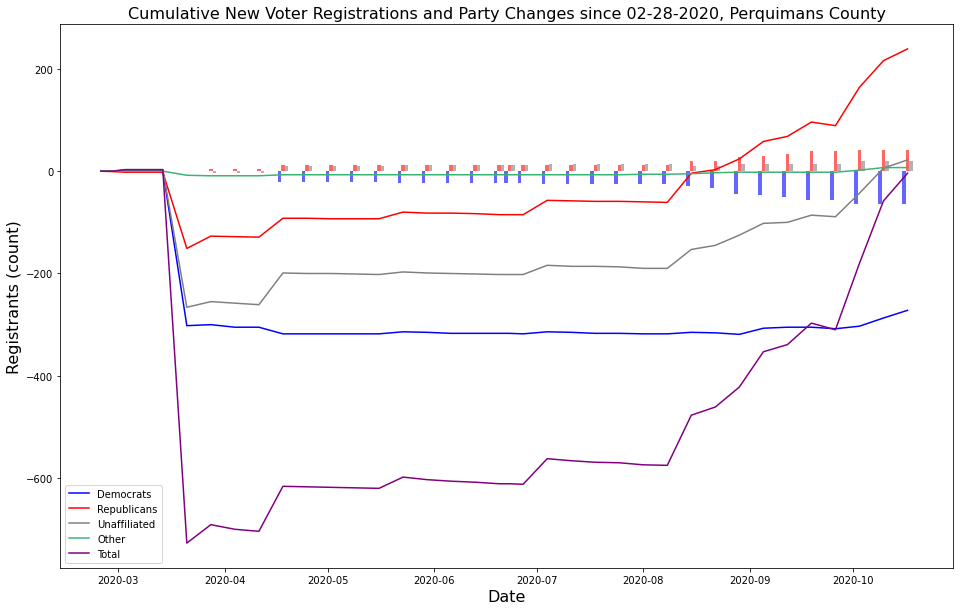 Cumulative New Voter Registrations and Party Changes since 02-28-2020, Perquimans County
Registrants (count)
200
0
−200
−400
−600
Democrats
Republicans
Unaffiliated
Other
Total
2020-03
2020-04
2020-05
2020-06
2020-07
2020-08
2020-09
2020-10
Date